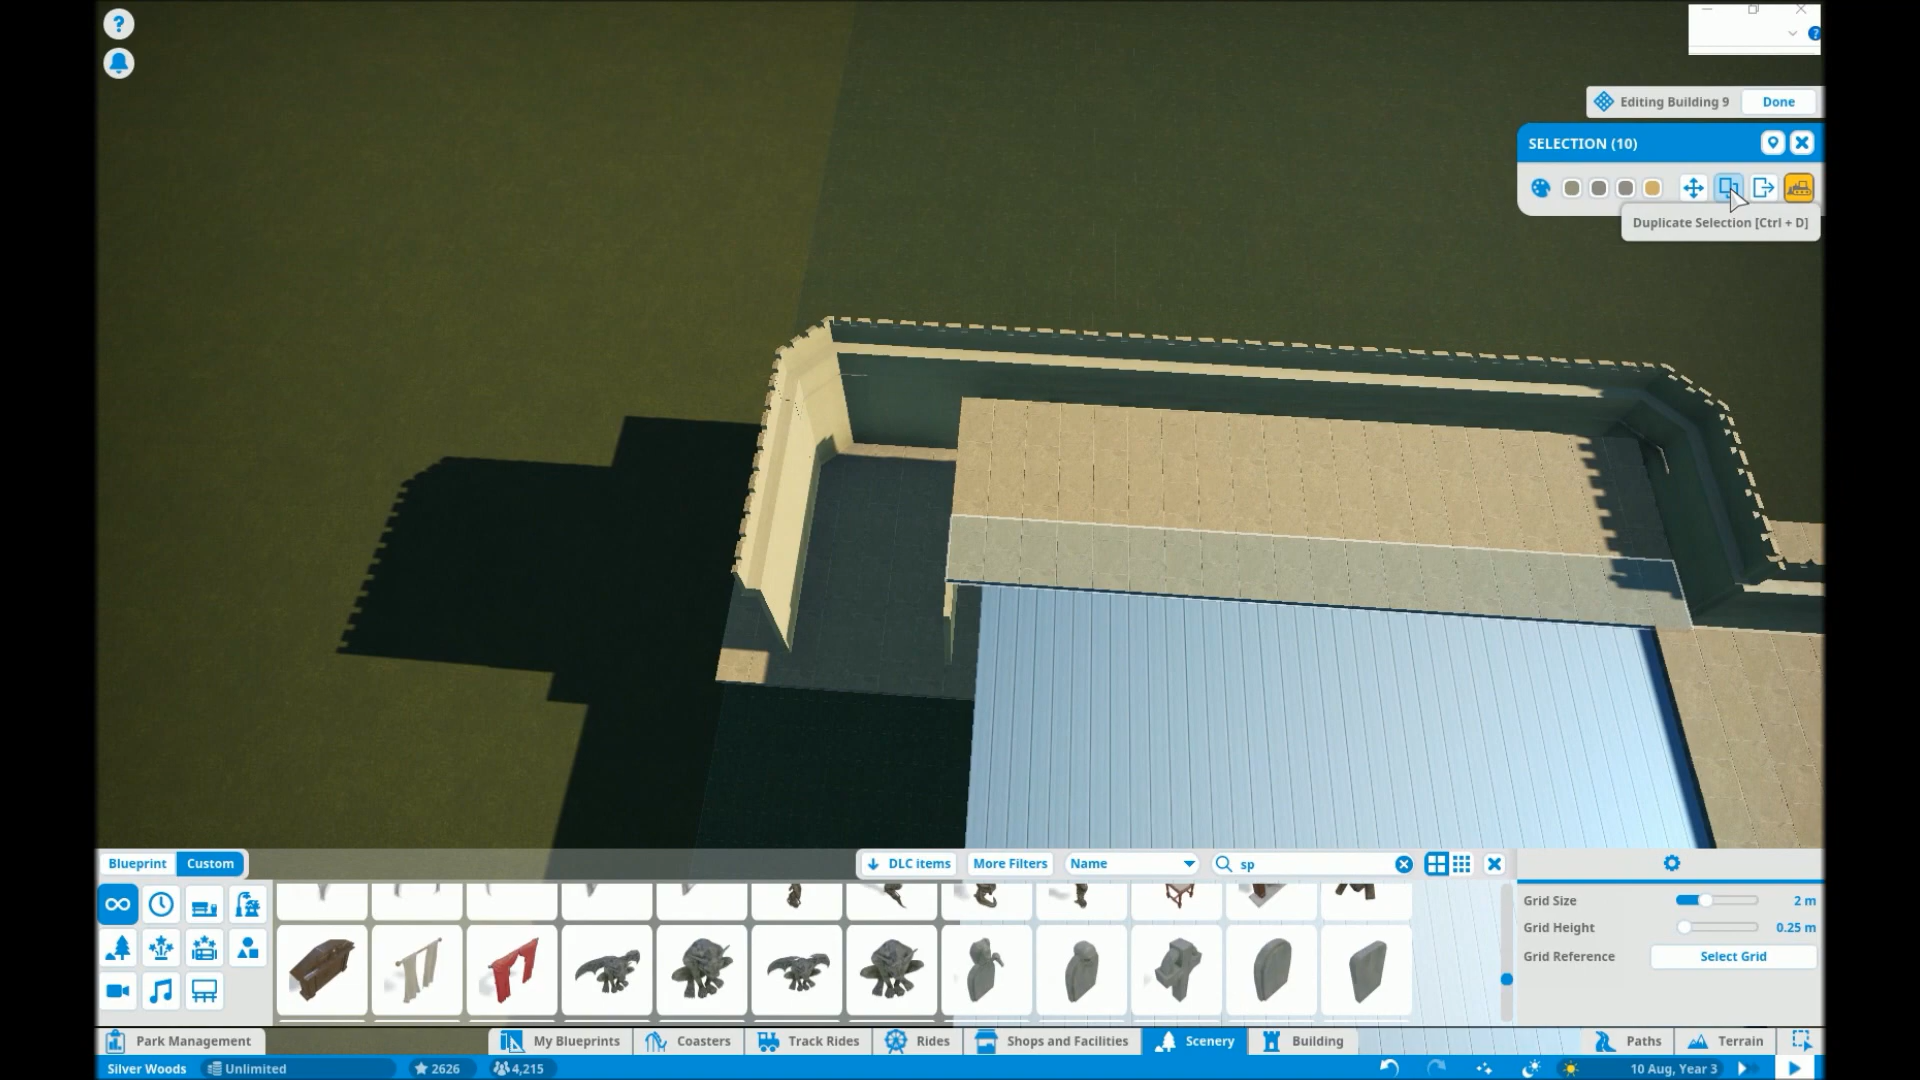 ?
?
Editing Building 9 Done
SELECTION (10)
Duplicate Selection [Ctrl + D]
Blueprint Custom DLC items More Filters Name sp
Grid Size 2 m
Grid Height 0.25 m
Grid Reference Select Grid
Park Management My Blueprints Coasters Track Rides Rides Shops and Facilities Scenery Building Paths Terrain
Silver Woods Unlimited 2626 4,215 10 Aug, Year 3